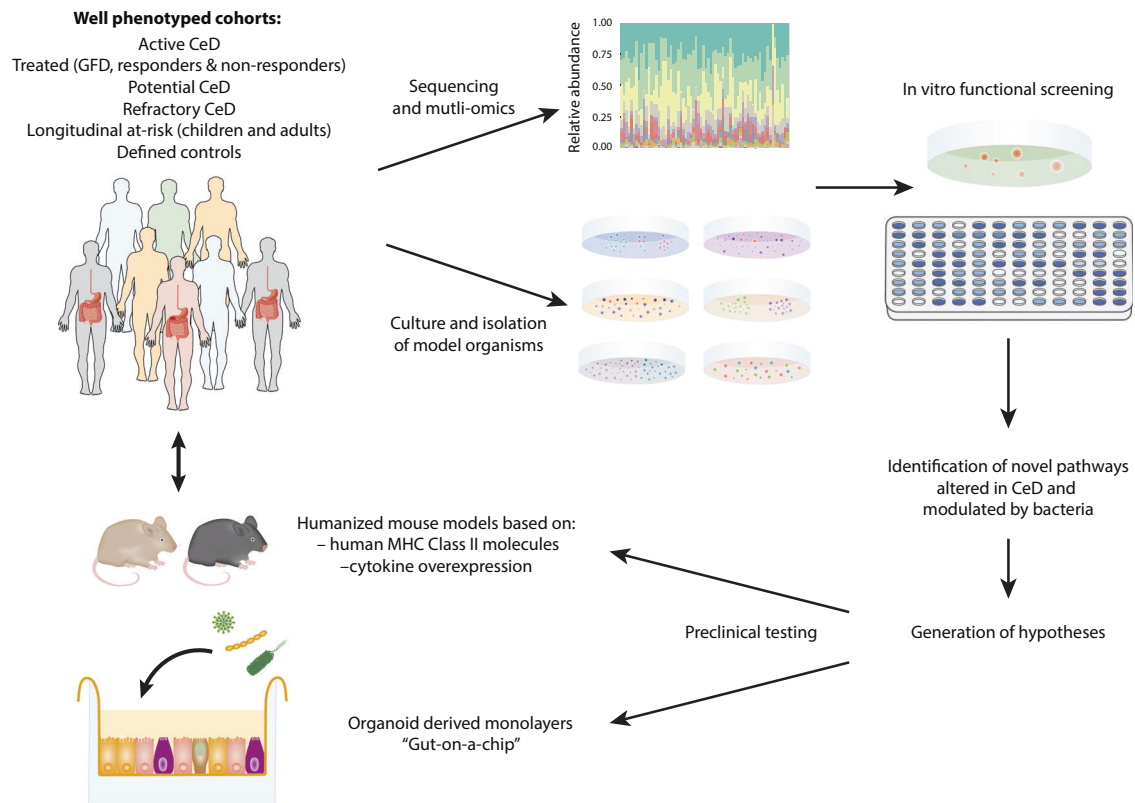 Well phenotyped cohorts:
Active CeD
Treated (GFD, responders & non-responders)
Potential CeD
Refractory CeD
Longitudinal at-risk (children and adults)
Defined controls
Sequencing
and mutli-omics
Relative abundance
1.00
0.75
0.50
0.25
0.00
In vitro functional screening
Culture and isolation
of model organisms
Identification of novel pathways
altered in CeD and
modulated by bacteria
Generation of hypotheses
Preclinical testing
Humanized mouse models based on:
– human MHC Class II molecules
–cytokine overexpression
Organoid derived monolayers
“Gut-on-a-chip”